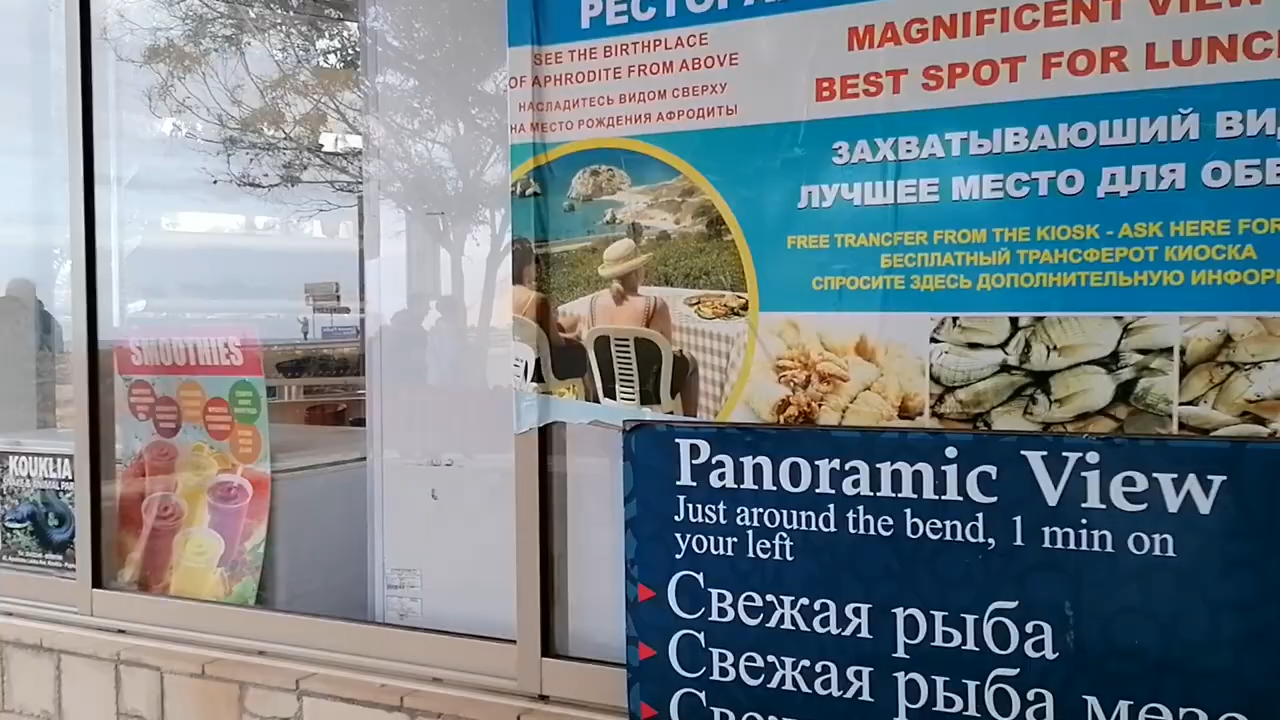 SEE THE BIRTHPLACE
OF APHRODITE FROM ABOVE
НАСЛАДИТЕСЬ ВИДОМ СВЕРХУ
НА МЕСТО РОЖДЕНИЯ АФРОДИТЫ
MAGNIFICENT VIEW
BEST SPOT FOR LUNC
ЗАХВАТЫВАЮШИЙ ВИ
ЛУЧШЕЕ МЕСТО ДЛЯ ОБЕ
FREE TRANCFER FROM THE KIOSK - ASK HERE FOR
БЕСПЛАТНЫЙ ТРАНСФЕРОТ КИОСКА
СПРОСИТЕ ЗДЕСЬ ДОПОЛНИТЕЛЬНУЮ ИНФОР
SMOOTHIES
KOUKLIA
Panoramic View
Just around the bend, 1 min on
your left
Свежая рыба
Свежая рыба